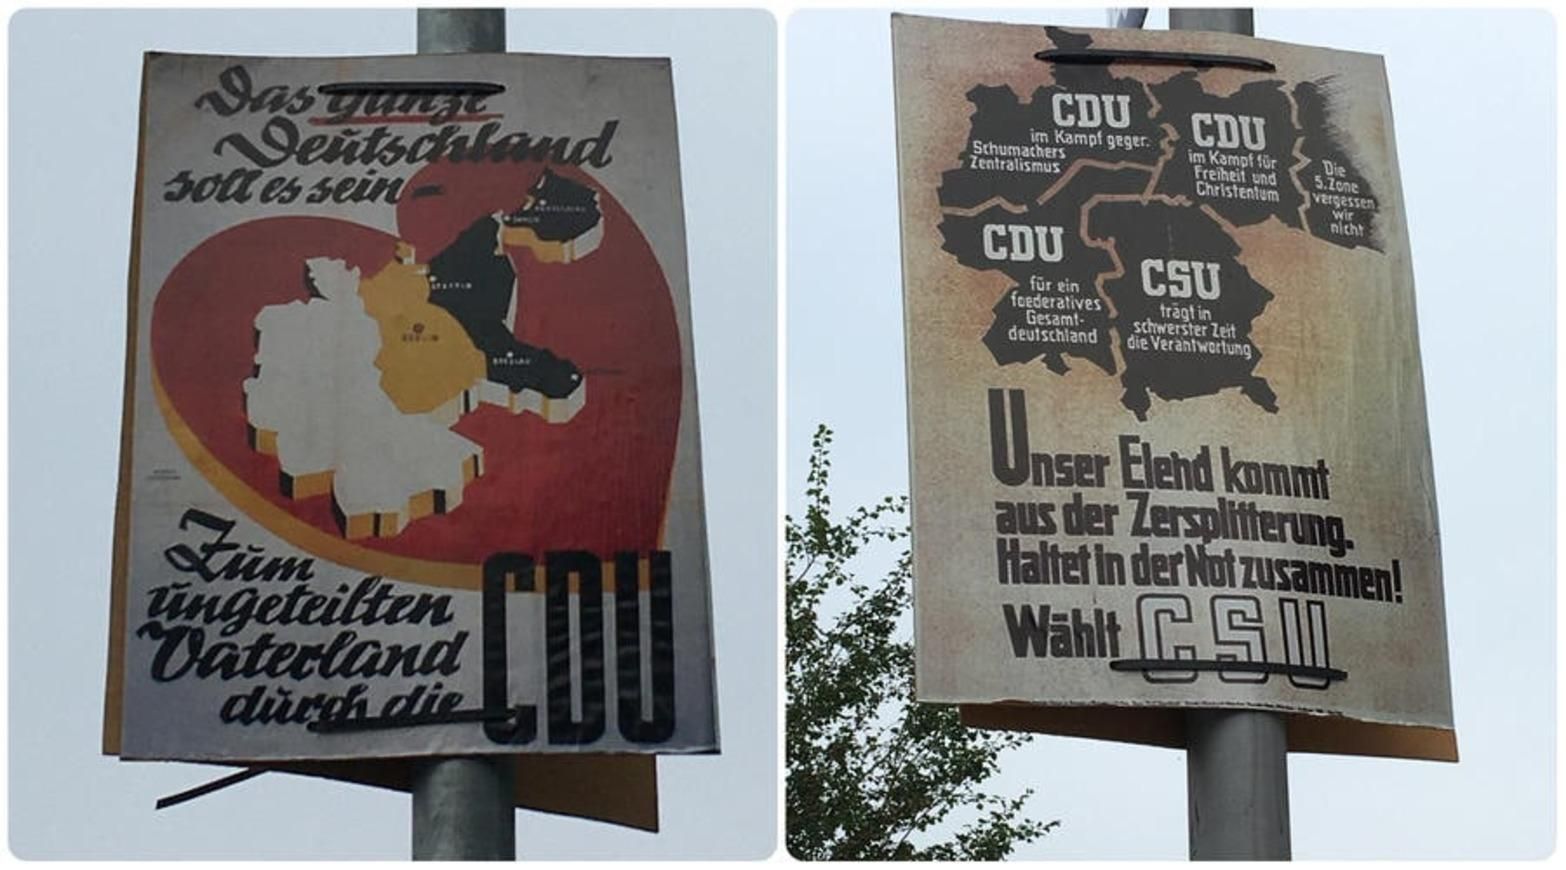 Das ganze
Deutschland
soll es sein-
STETTIN
BERLIN
BRESLAU
Zum
ungeteilten
Vaterland
durch die
CDU
CDU
im Kampf gegen
Schumachers
Zentralismus
CDU
im Kampf für
Freiheit und
Christentum
Die
5.Zone
vergessen
wir
nicht
CDU
für ein
foederatives
Gesamt-
deutschland
CSU
trägt in
schwerster Zeit
die Verantwortung
Unser Elend kommt
aus der Zersplitterung.
Haltet in der Not zusammen!
Wählt CSU